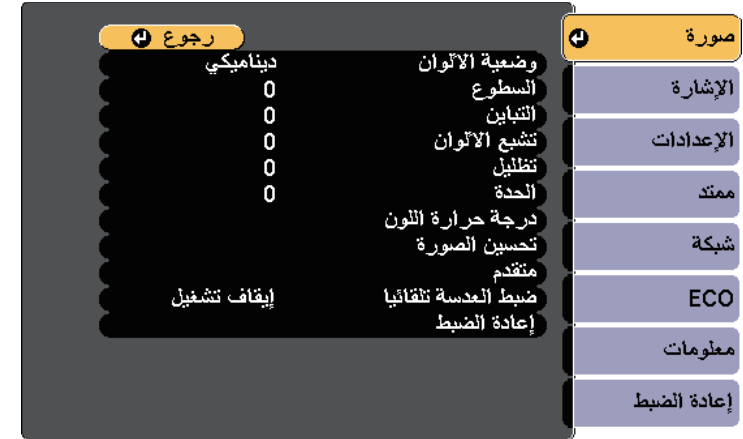 صورة
الإشارة
الإعدادات
ممتد
شبكة
ECO
معلومات
إعادة الضبط
رجوع
وضعية الألوان ديناميكي
السطوع 0
التباين 0
تشبع الألوان 0
تظليل 0
الحدة 0
درجة حرارة اللون
تحسين الصورة
متقدم
ضبط العدسة تلقائيا إيقاف تشغيل
إعادة الضبط